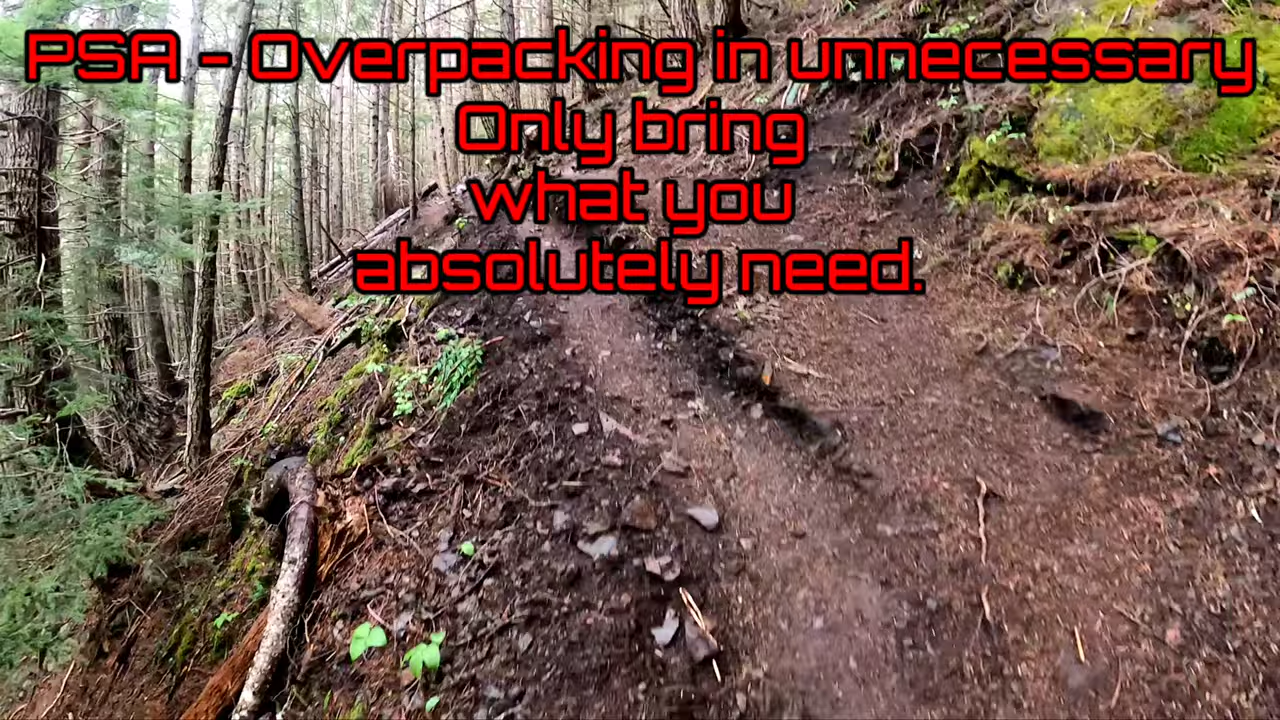 PSA - Overpacking in unnecessary
Only bring
what you
absolutely need.